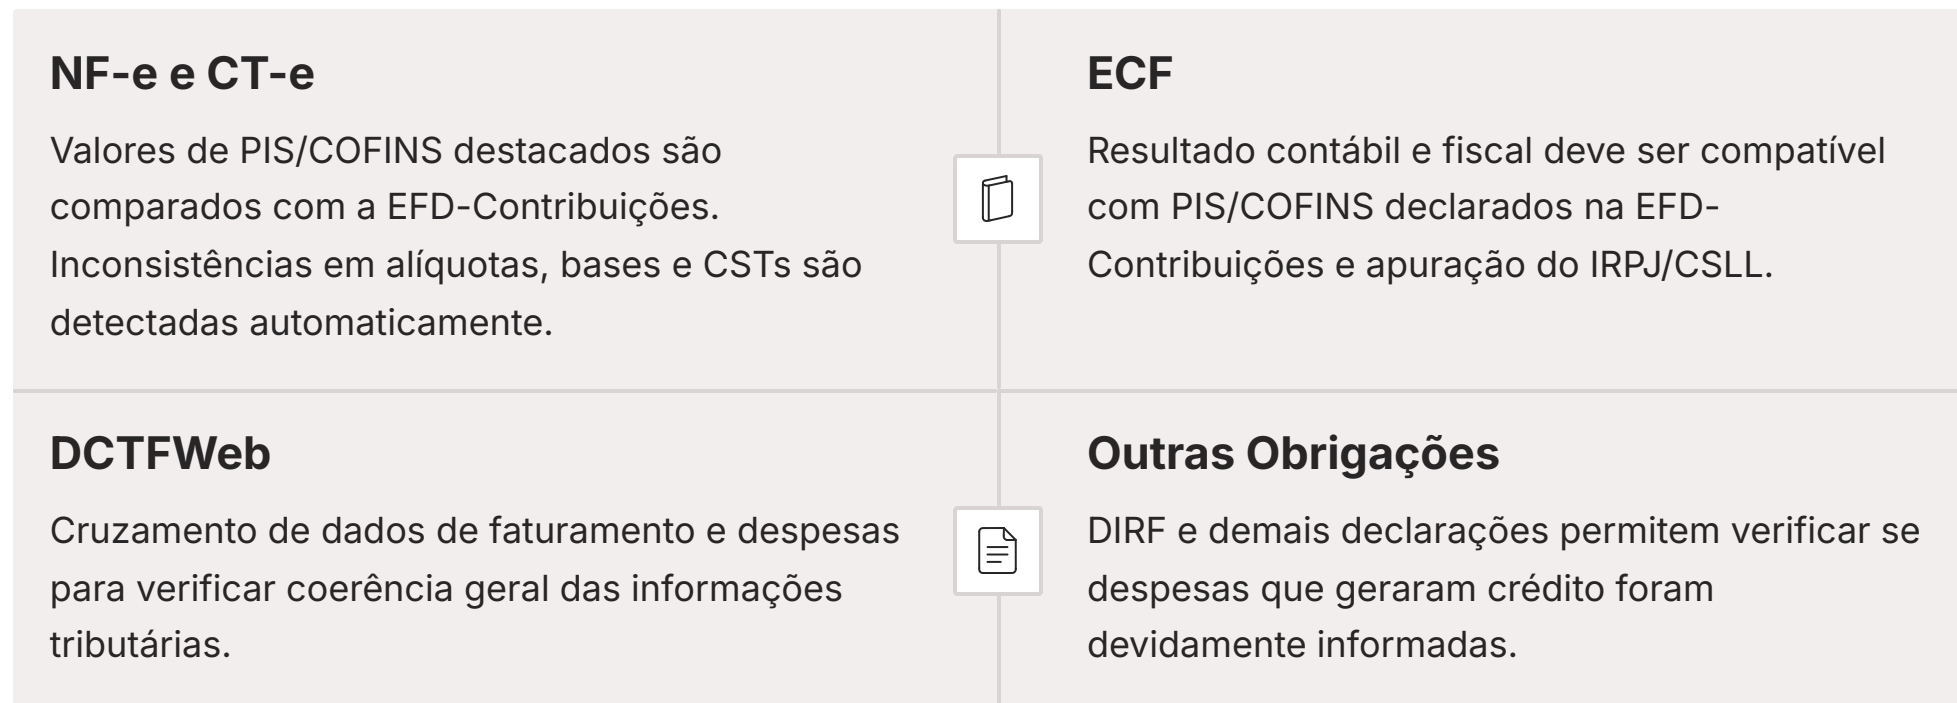 NF-e e CT-e
Valores de PIS/COFINS destacados são
comparados com a EFD-Contribuições.
Inconsistências em alíquotas, bases e CSTs são
detectadas automaticamente.
ECF
Resultado contábil e fiscal deve ser compatível
com PIS/COFINS declarados na EFD-
Contribuições e apuração do IRPJ/CSLL.
DCTFWeb
Cruzamento de dados de faturamento e despesas
para verificar coerência geral das informações
tributárias.
Outras Obrigações
DIRF e demais declarações permitem verificar se
despesas que geraram crédito foram
devidamente informadas.